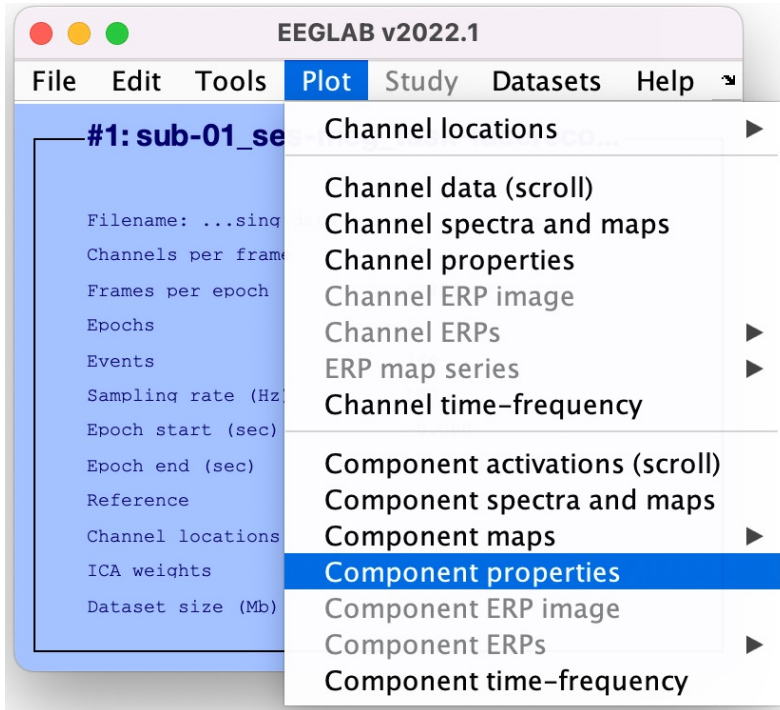 EEGLAB v2022.1
File Edit Tools Plot Study Datasets Help
#1: sub-01_se
Channel locations
Channel data (scroll)
Filename: ...sing
Channel spectra and maps
Channels per frame
Channel properties
Frames per epoch
Channel ERP image
Epochs
Channel ERPs
Events
ERP map series
Sampling rate (Hz)
Channel time-frequency
Epoch start (sec)
Epoch end (sec)
Component activations (scroll)
Reference
Component spectra and maps
Channel locations
Component maps
ICA weights
Component properties
Dataset size (Mb)
Component ERP image
Component ERPs
Component time-frequency